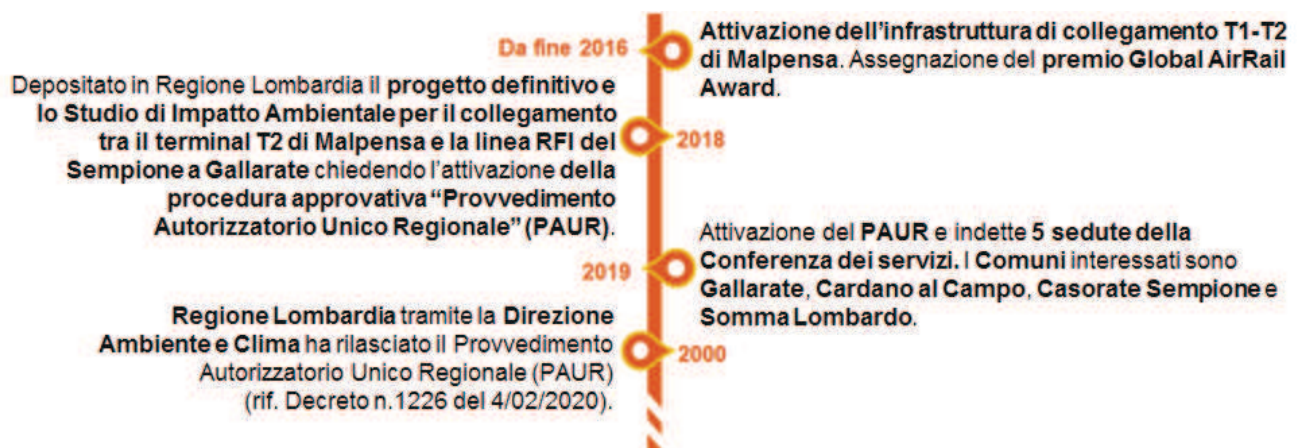 Da fine 2016
Attivazione dell'infrastruttura di collegamento T1-T2
di Malpensa. Assegnazione del premio Global AirRail
Award.
Depositato in Regione Lombardia il progetto definitivo e
lo Studio di Impatto Ambientale per il collegamento
tra il terminal T2 di Malpensa e la linea RFI del
Sempione a Gallarate chiedendo l'attivazione della
procedura approvativa “Provvedimento
Autorizzatorio Unico Regionale” (PAUR).
2018
2019
Attivazione del PAUR e indette 5 sedute della
Conferenza dei servizi. I Comuni interessati sono
Gallarate, Cardano al Campo, Casorate Sempione e
Somma Lombardo.
Regione Lombardia tramite la Direzione
Ambiente e Clima ha rilasciato il Provvedimento
Autorizzatorio Unico Regionale (PAUR)
(rif. Decreto n.1226 del 4/02/2020).
2000